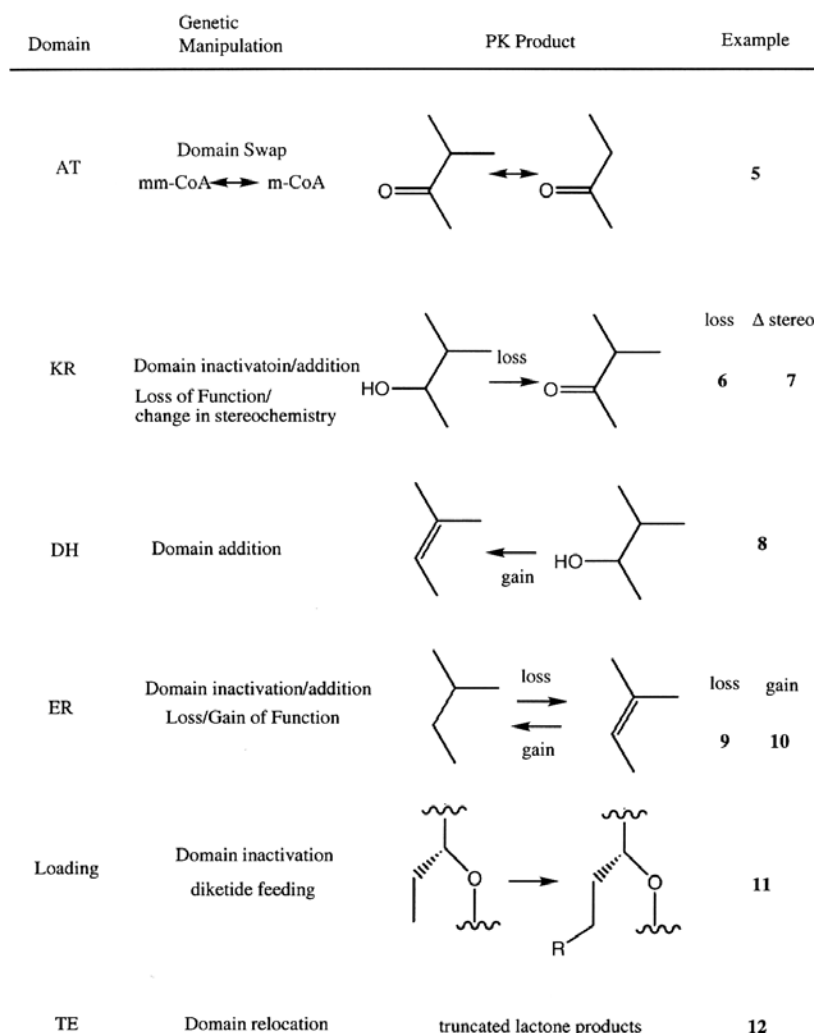 Domain Genetic Manipulation PK Product Example
AT Domain Swap 5
mm-CoA m-CoA
O O
loss Δ stereo
KR Domain inactivatoin/addition HO loss O 6 7
Loss of Function/
change in stereochemistry
DH Domain addition gain HO 8
ER Domain inactivation/addition loss loss gain
Loss/Gain of Function gain 9 10
Loading Domain inactivation O O 11
diketide feeding R
TE Domain relocation truncated lactone products 12